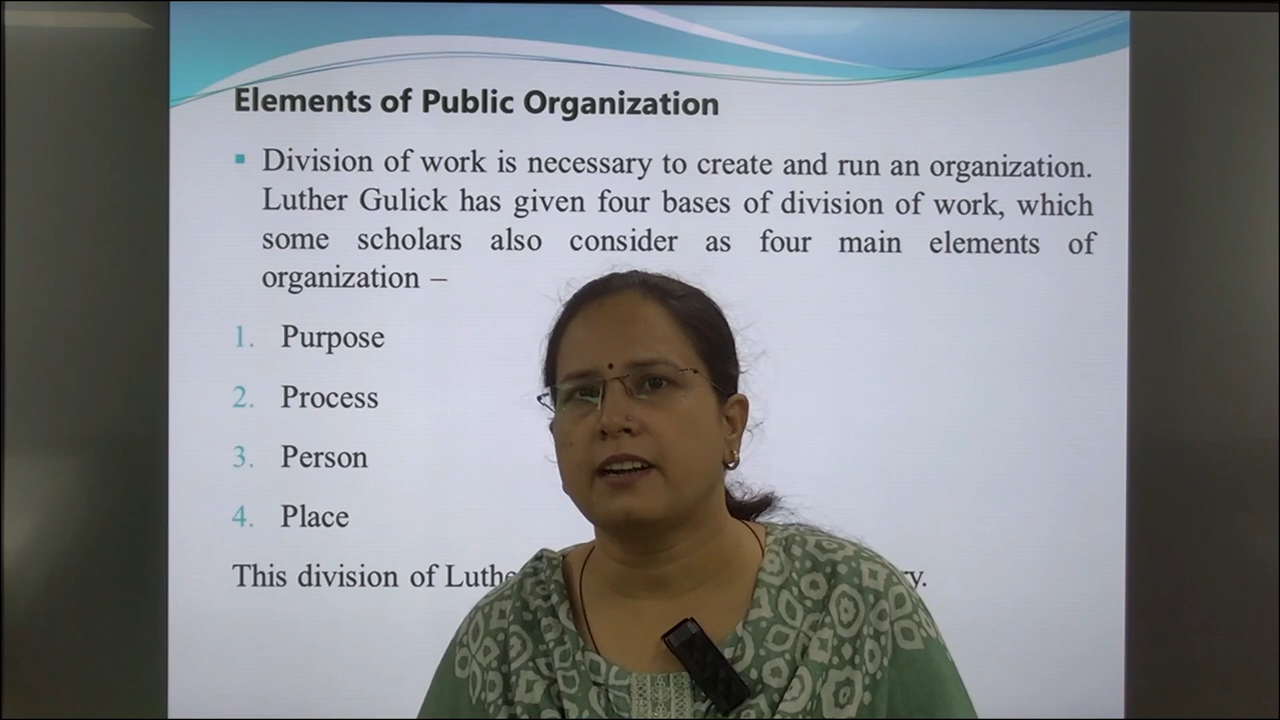 Elements of Public Organization
▪ Division of work is necessary to create and run an organization.
Luther Gulick has given four bases of division of work, which
some scholars also consider as four main elements of
organization –
1. Purpose
2. Process
3. Person
4. Place
This division of